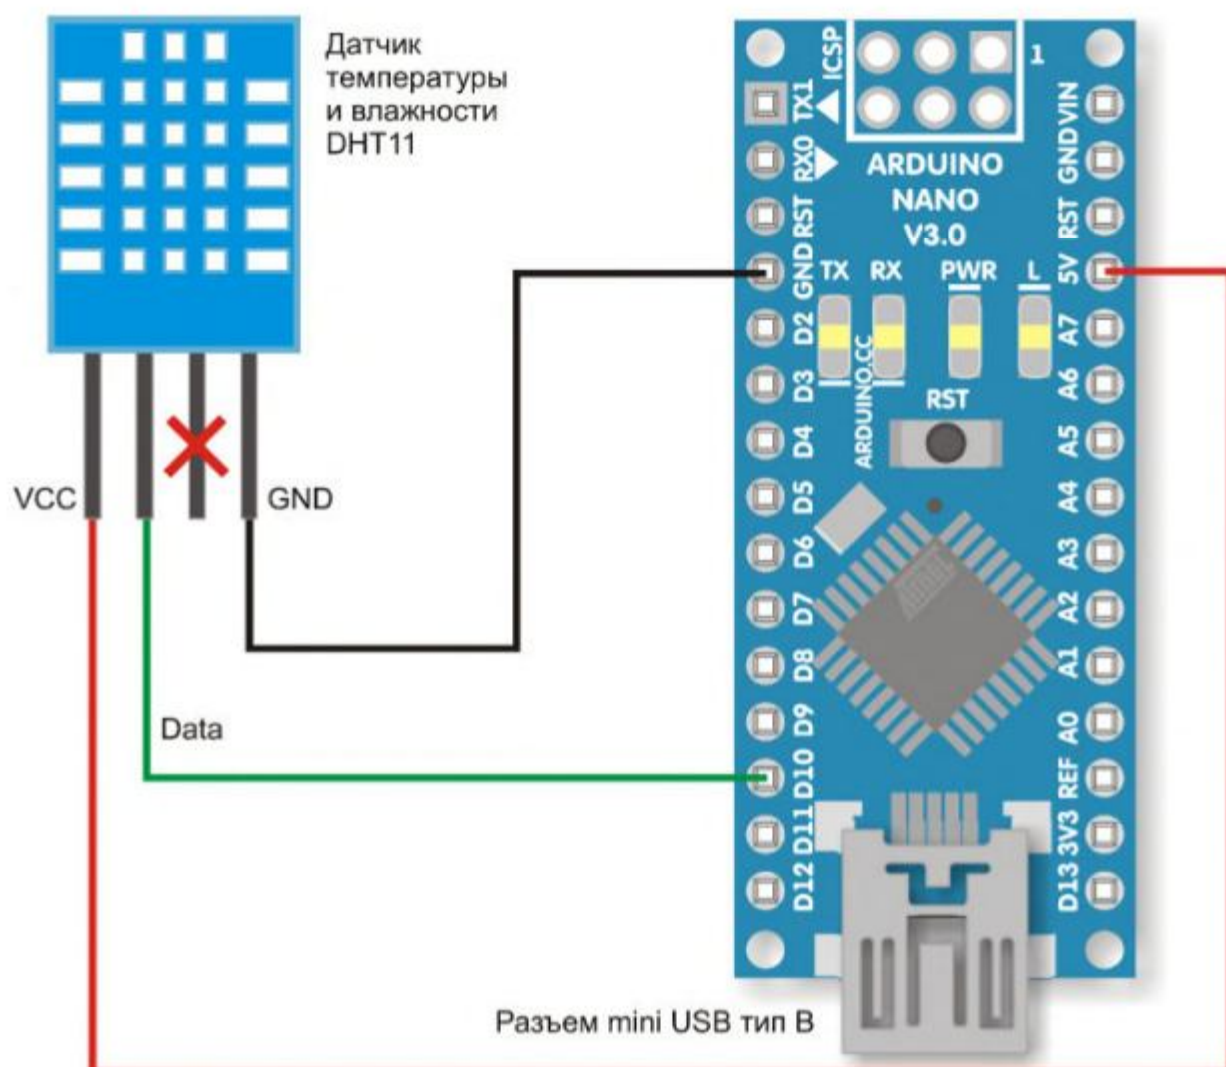 Датчик
температуры
и влажности
DHT11
VCC
GND
Data
ICSP
1
TX1
RX0
RST
GND
D2
D3
D4
D5
D6
D7
D8
D9
D10
D11
D12
ARDUINO
NANO
V3.0
TX RX PWR L
ARDUINO.CC
RST
VIN
GND
RST
5V
A7
A6
A5
A4
A3
A2
A1
A0
REF
3V3
D13
Разъем mini USB тип B